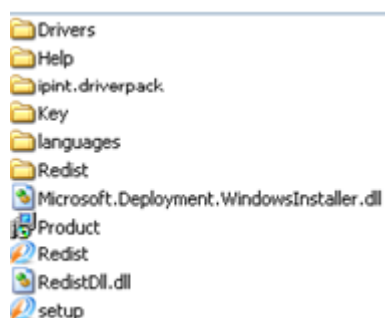 Drivers
Help
ipint.driverpack
Key
languages
Redist
Microsoft.Deployment.WindowsInstaller.dll
Product
Redist
RedistDll.dll
setup